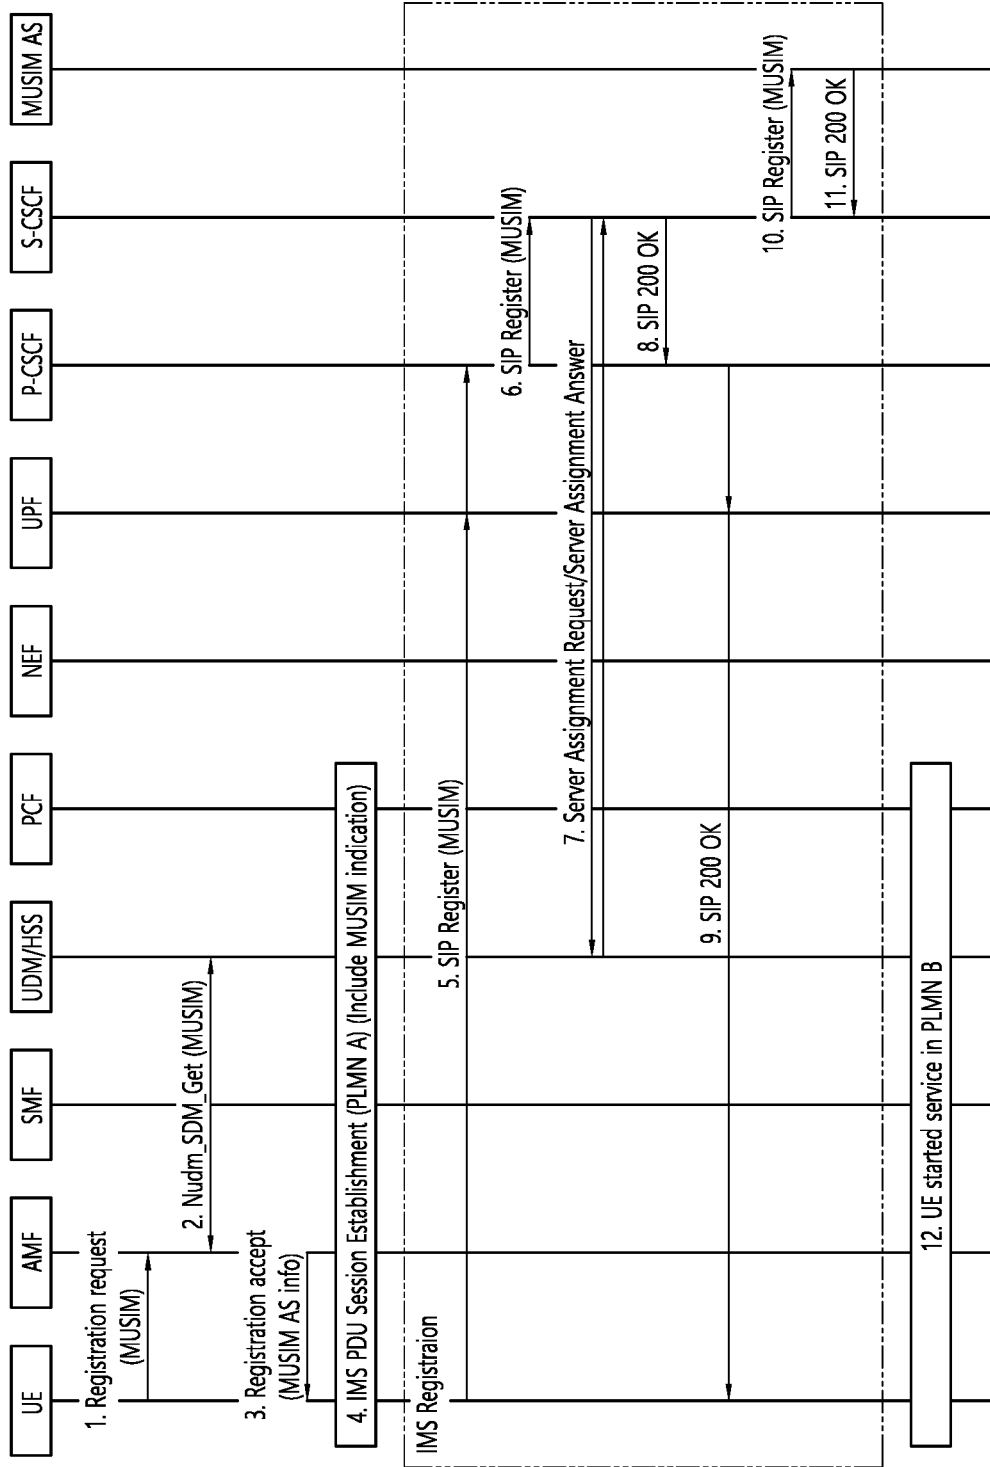 UE
AMF
SMF
UDM/HSS
PCF
NEF
UPF
P-CSCF
S-CSCF
MUSIM AS
1. Registration request
(MUSIM)
2. Nudm_SDM_Get (MUSIM)
3. Registration accept
(MUSIM AS info)
4. IMS PDU Session Establishment (PLMN A) (Include MUSIM indication)
IMS Registraion
5. SIP Register (MUSIM)
6. SIP Register (MUSIM)
7. Server Assignment Request/Server Assignment Answer
8. SIP 200 OK
9. SIP 200 OK
10. SIP Register (MUSIM)
11. SIP 200 OK
12. UE started service in PLMN B